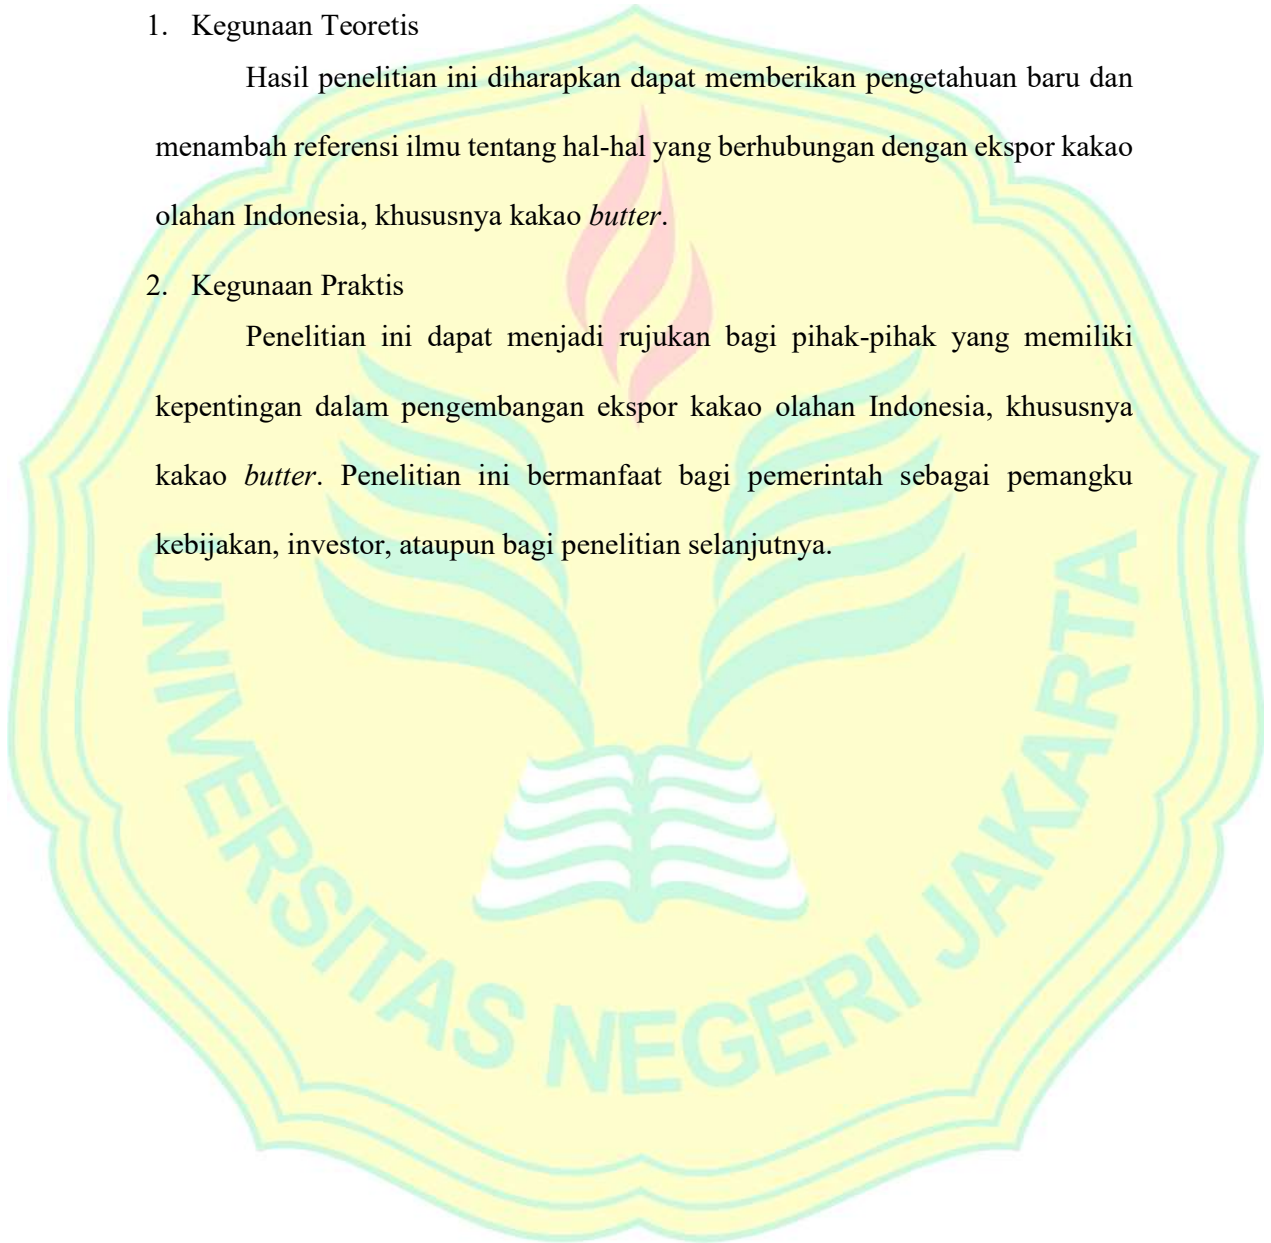 1. Kegunaan Teoretis
Hasil penelitian ini diharapkan dapat memberikan pengetahuan baru dan
menambah referensi ilmu tentang hal-hal yang berhubungan dengan ekspor kakao
olahan Indonesia, khususnya kakao butter.
2. Kegunaan Praktis
Penelitian ini dapat menjadi rujukan bagi pihak-pihak yang memiliki
kepentingan dalam pengembangan ekspor kakao olahan Indonesia, khususnya
kakao butter. Penelitian ini bermanfaat bagi pemerintah sebagai pemangku
kebijakan, investor, ataupun bagi penelitian selanjutnya.
UNIVERSITAS NEGERI JAKARTA